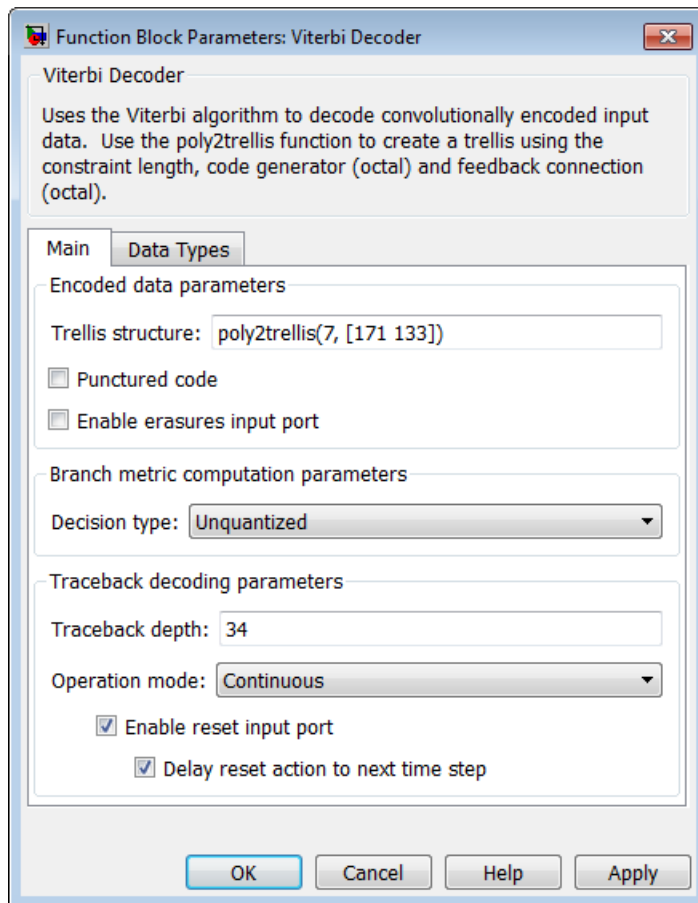 Function Block Parameters: Viterbi Decoder
Viterbi Decoder
Uses the Viterbi algorithm to decode convolutionally encoded input
data. Use the poly2trellis function to create a trellis using the
constraint length, code generator (octal) and feedback connection
(octal).
Main Data Types
Encoded data parameters
Trellis structure: poly2trellis(7, [171 133])
Punctured code
Enable erasures input port
Branch metric computation parameters
Decision type: Unquantized
Traceback decoding parameters
Traceback depth: 34
Operation mode: Continuous
Enable reset input port
Delay reset action to next time step
OK Cancel Help Apply